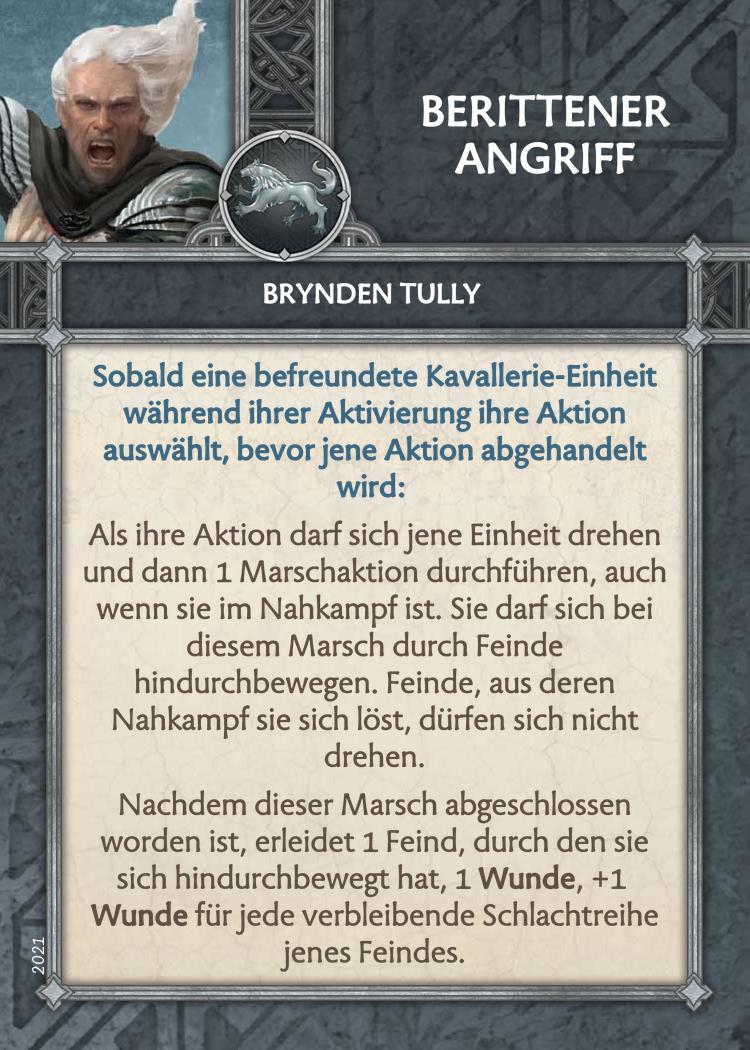 BERITTENER
ANGRIFF
BRYNDEN TULLY
Sobald eine befreundete Kavallerie-Einheit
während ihrer Aktivierung ihre Aktion
auswählt, bevor jene Aktion abgehandelt
wird:
Als ihre Aktion darf sich jene Einheit drehen
und dann 1 Marschaktion durchführen, auch
wenn sie im Nahkampf ist. Sie darf sich bei
diesem Marsch durch Feinde
hindurchbewegen. Feinde, aus deren
Nahkampf sie sich löst, dürfen sich nicht
drehen.
Nachdem dieser Marsch abgeschlossen
worden ist, erleidet 1 Feind, durch den sie
sich hindurchbewegt hat, 1 Wunde, +1
Wunde für jede verbleibende Schlachtreihe
jenes Feindes.
2021